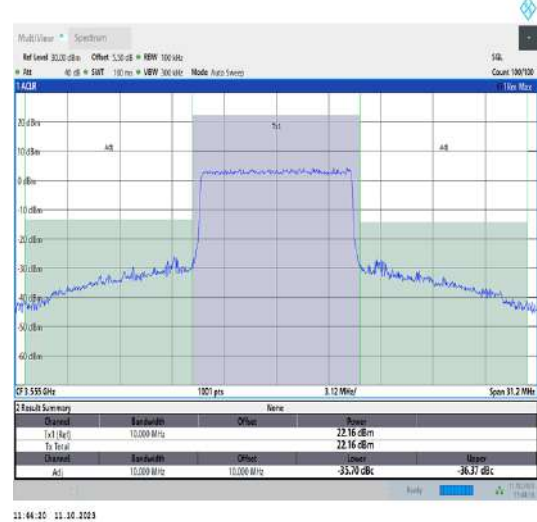 MultiView Spectrum
Ref Level 30.00 dBm Offset 5.50 dB RBW 100 kHz SGL
Att 40 dB SWT 100 ms VBW 300 kHz Mode Auto Sweep Count 100/100
1 ACLR 1Rm Max
20 dBm
Tx1
10 dBm Adj Adj
0 dBm
-10 dBm
-20 dBm
-30 dBm
-40 dBm
-50 dBm
-60 dBm
CF 3.555 GHz 1001 pts 3.12 MHz/ Span 31.2 MHz
2 Result Summary None
Channel Bandwidth Offset Power
Tx1 (Ref) 10.000 MHz 22.16 dBm
Tx Total 22.16 dBm
Channel Bandwidth Offset Lower Upper
Adj 10.000 MHz 10.000 MHz -35.70 dBc -36.37 dBc
Ready
11:44:20 11.10.2023